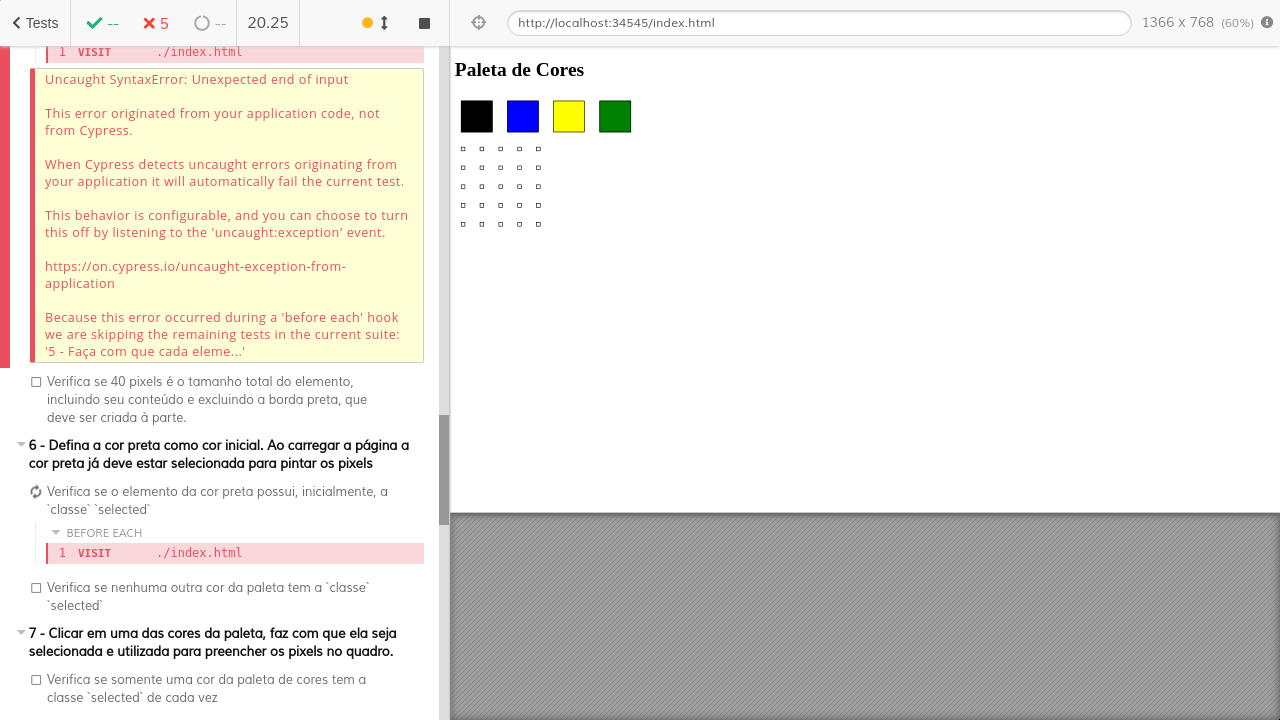 Tests
--
5
--
20.25
http://localhost:34545/index.html
1366 x 768 (60%)
1 VISIT ./index.html
Uncaught SyntaxError: Unexpected end of input
This error originated from your application code, not
from Cypress.
When Cypress detects uncaught errors originating from
your application it will automatically fail the current test.
This behavior is configurable, and you can choose to turn
this off by listening to the 'uncaught:exception' event.
https://on.cypress.io/uncaught-exception-from-
application
Because this error occurred during a 'before each' hook
we are skipping the remaining tests in the current suite:
'5 - Faça com que cada eleme...'
Verifica se 40 pixels é o tamanho total do elemento,
incluindo seu conteúdo e excluindo a borda preta, que
deve ser criada à parte.
6 - Defina a cor preta como cor inicial. Ao carregar a página a
cor preta já deve estar selecionada para pintar os pixels
Verifica se o elemento da cor preta possui, inicialmente, a
`classe` `selected`
BEFORE EACH
1 VISIT ./index.html
Verifica se nenhuma outra cor da paleta tem a `classe`
`selected`
7 - Clicar em uma das cores da paleta, faz com que ela seja
selecionada e utilizada para preencher os pixels no quadro.
Verifica se somente uma cor da paleta de cores tem a
classe `selected` de cada vez
Paleta de Cores